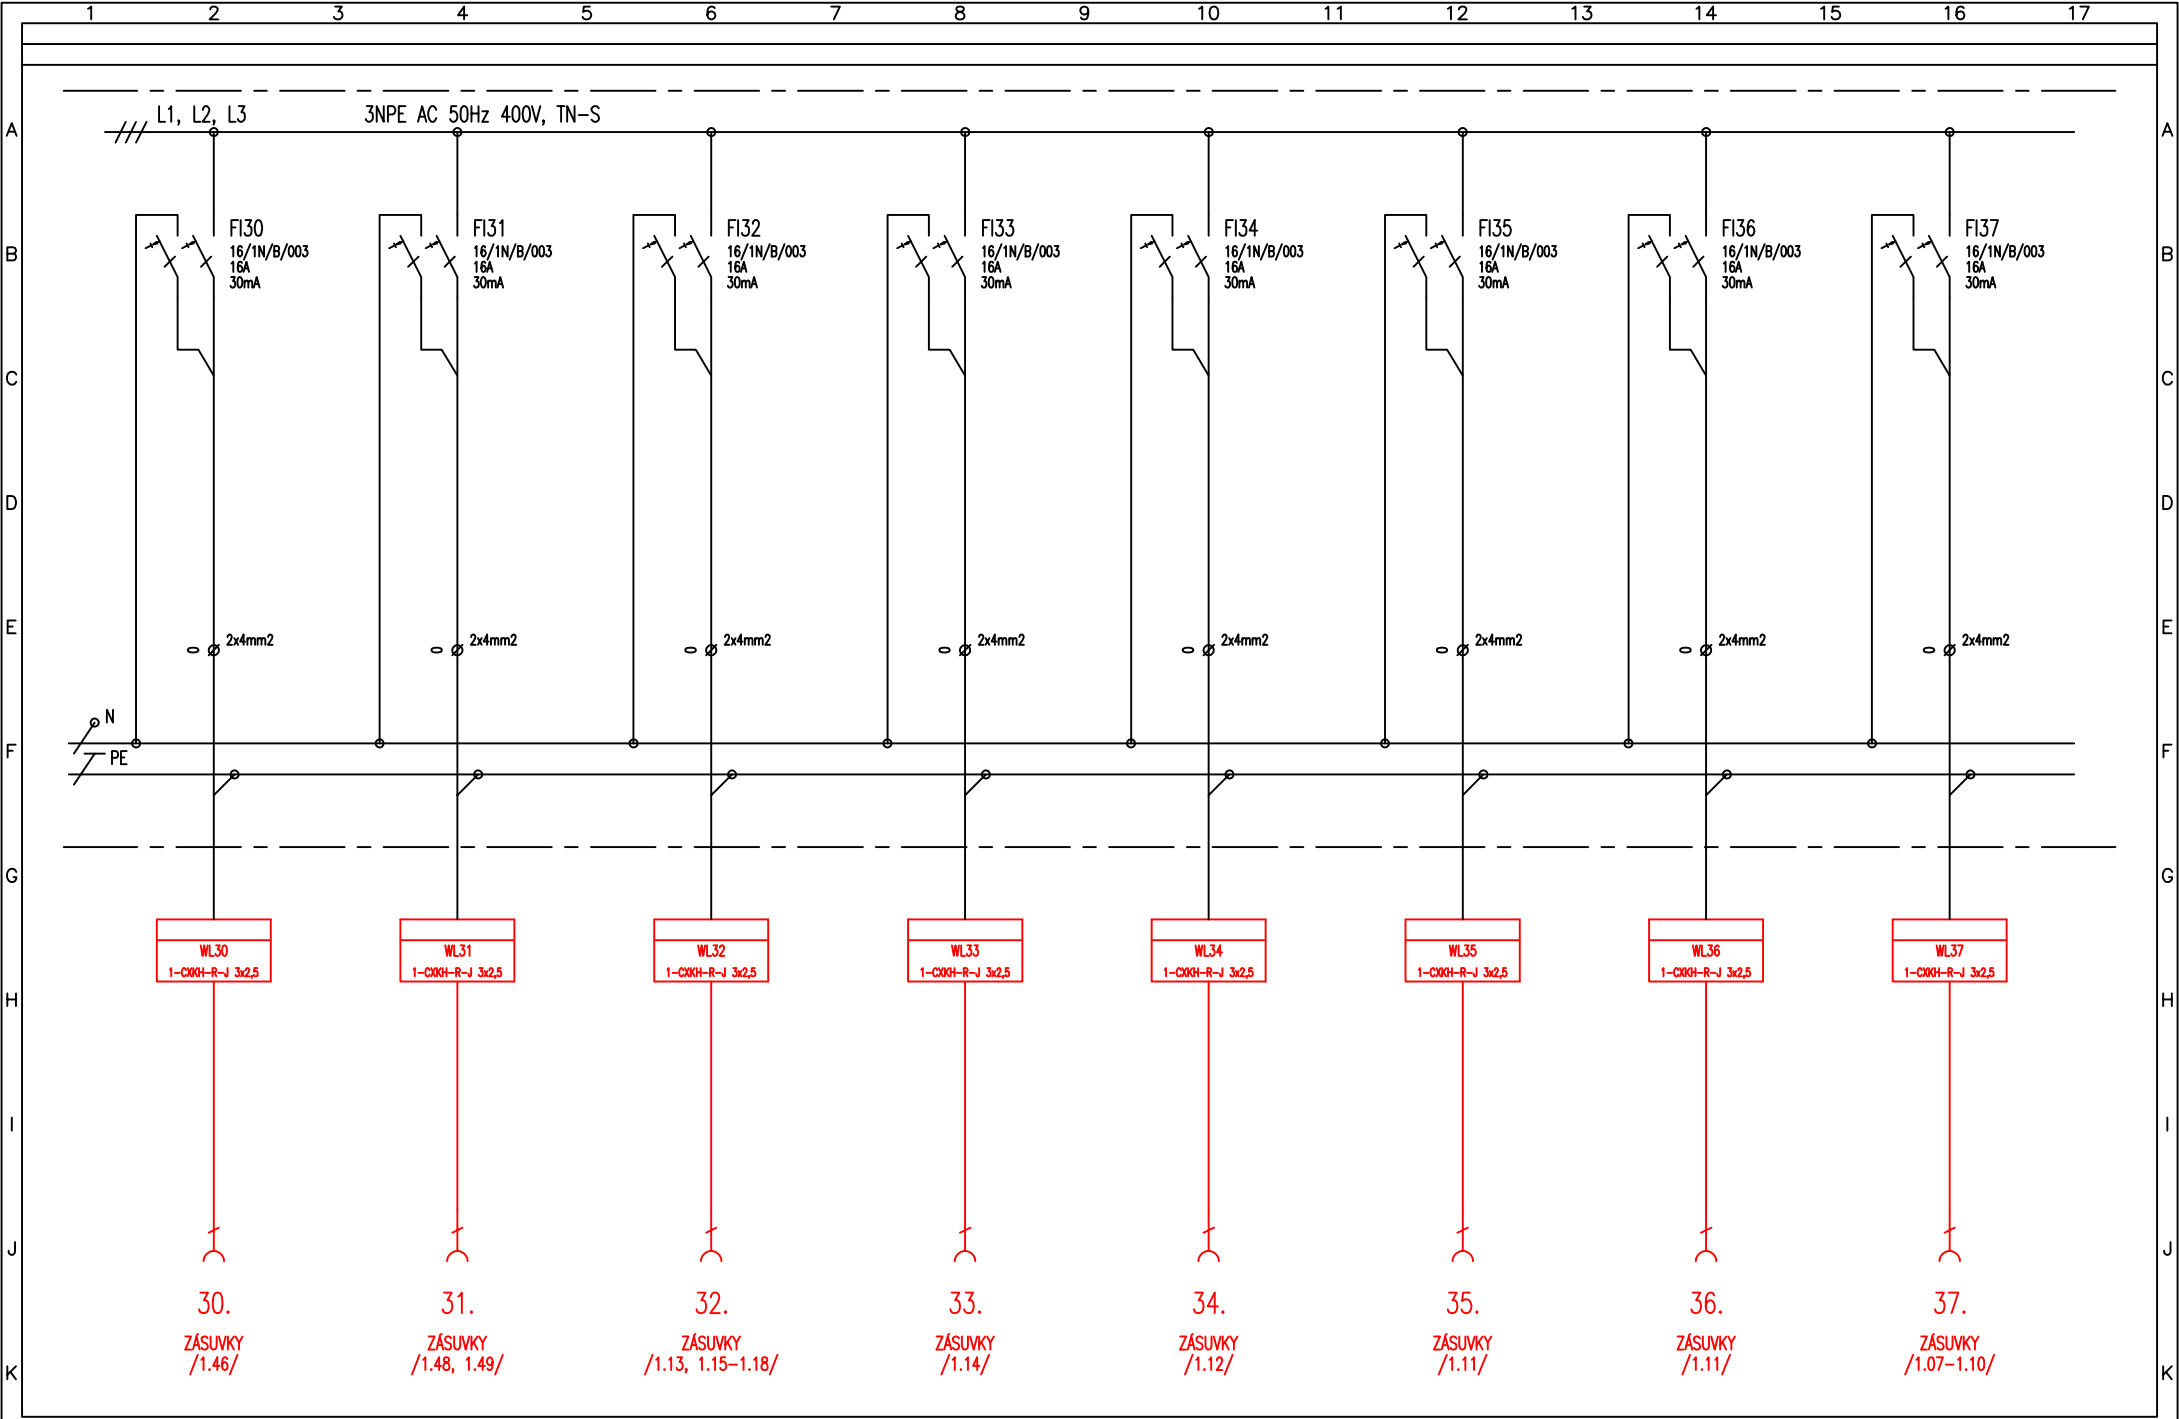 1 2 3 4 5 6 7 8 9 10 11 12 13 14 15 16 17
L1, L2, L3 3NPE AC 50Hz 400V, TN-S
A A
FI30 FI31 FI32 FI33 FI34 FI35 FI36 FI37
B 16/1N/B/003 16/1N/B/003 16/1N/B/003 16/1N/B/003 16/1N/B/003 16/1N/B/003 16/1N/B/003 16/1N/B/003 B
16A 16A 16A 16A 16A 16A 16A 16A
30mA 30mA 30mA 30mA 30mA 30mA 30mA 30mA
C C
D D
E E
2x4mm2 2x4mm2 2x4mm2 2x4mm2 2x4mm2 2x4mm2 2x4mm2 2x4mm2
0 0 0 0 0 0 0 0
N
F PE F
G G
WL30 WL31 WL32 WL33 WL34 WL35 WL36 WL37
1-CXKH-R-J 3x2,5 1-CXKH-R-J 3x2,5 1-CXKH-R-J 3x2,5 1-CXKH-R-J 3x2,5 1-CXKH-R-J 3x2,5 1-CXKH-R-J 3x2,5 1-CXKH-R-J 3x2,5 1-CXKH-R-J 3x2,5
H H
I I
J J
30. 31. 32. 33. 34. 35. 36. 37.
ZÁSUVKY ZÁSUVKY ZÁSUVKY ZÁSUVKY ZÁSUVKY ZÁSUVKY ZÁSUVKY ZÁSUVKY
/1.46/ /1.48, 1.49/ /1.13, 1.15-1.18/ /1.14/ /1.12/ /1.11/ /1.11/ /1.07-1.10/
K K